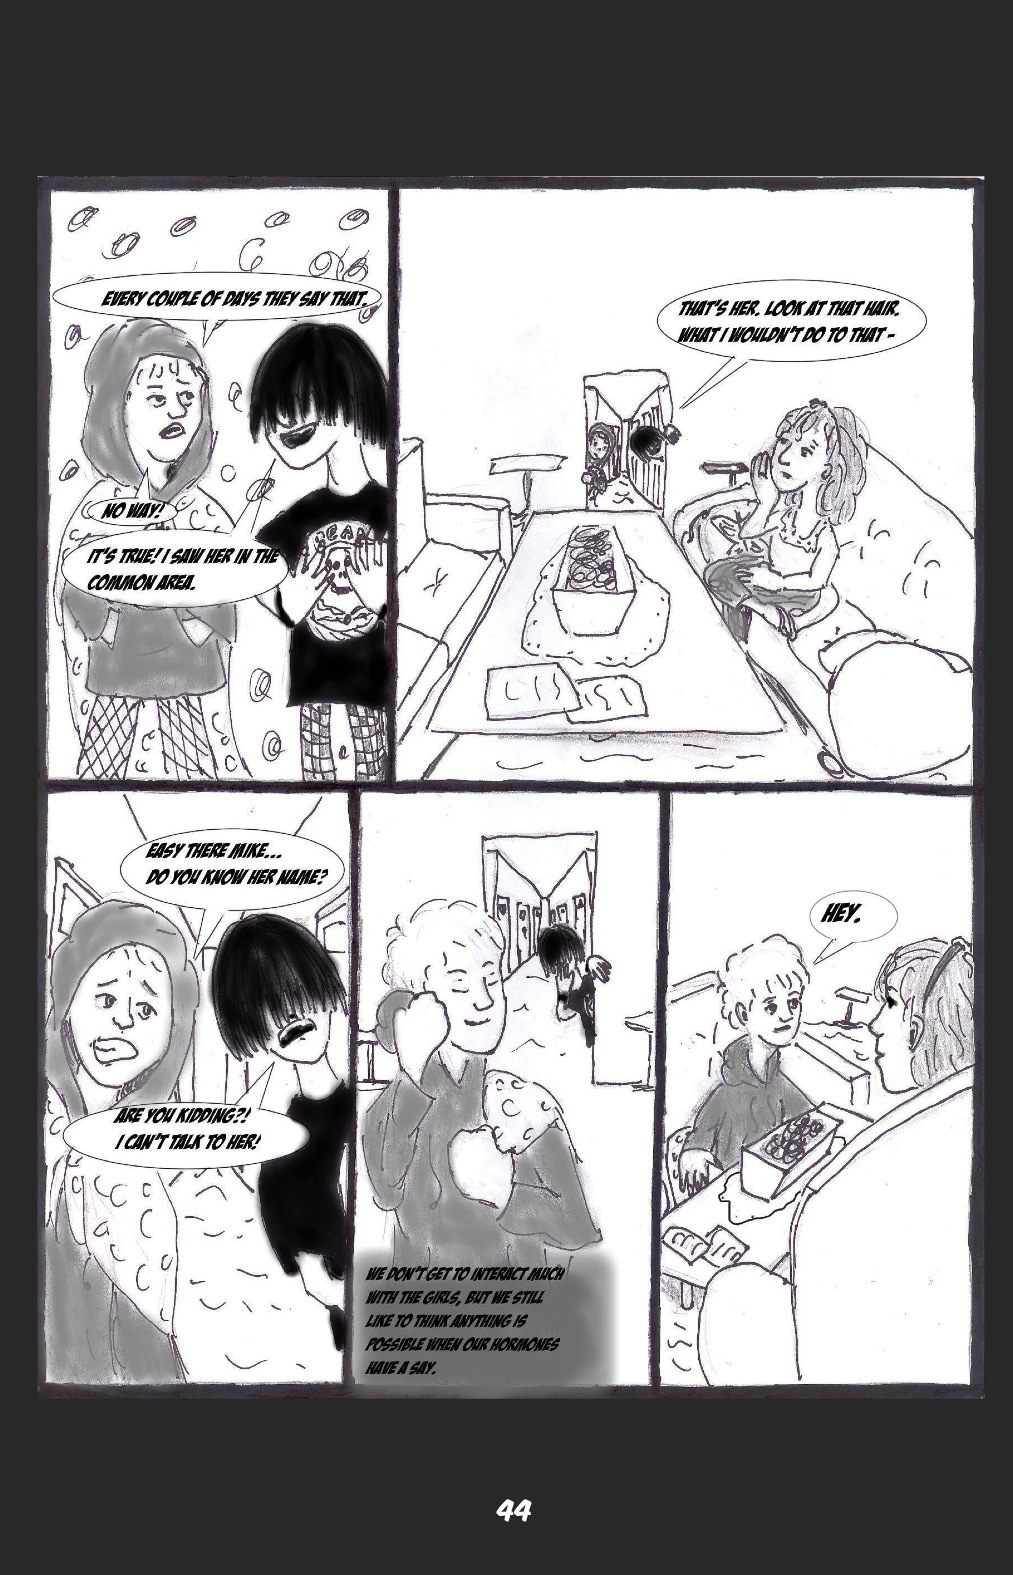 EVERY COUPLE OF DAYS THEY SAY THAT.
NO WAY!
IT'S TRUE! I SAW HER IN THE
COMMON AREA.
THAT'S HER. LOOK AT THAT HAIR.
WHAT I WOULDN'T DO TO THAT -
EASY THERE MIKE...
DO YOU KNOW HER NAME?
ARE YOU KIDDING?!
I CAN'T TALK TO HER!
WE DON'T GET TO INTERACT MUCH
WITH THE GIRLS, BUT WE STILL
LIKE TO THINK ANYTHING IS
POSSIBLE WHEN OUR HORMONES
HAVE A SAY.
HEY.
44